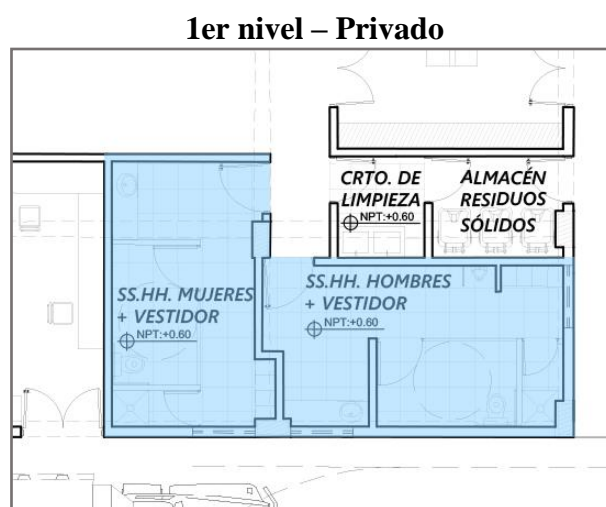 1er nivel – Privado
CRTO. DE
LIMPIEZA
NPT:+0.60
ALMACÉN
RESIDUOS
SÓLIDOS
SS.HH. MUJERES
+ VESTIDOR
NPT:+0.60
SS.HH. HOMBRES
+ VESTIDOR
NPT:+0.60